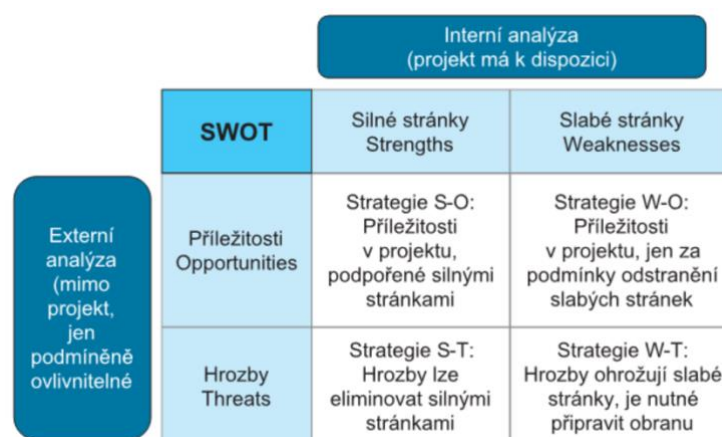 Interní analýza
(projekt má k dispozici)
SWOT
Silné stránky
Strengths
Slabé stránky
Weaknesses
Externí
analýza
(mimo
projekt,
jen
podmíněně
ovlivnitelné
Příležitosti
Opportunities
Strategie S-O:
Příležitosti
v projektu,
podpořené silnými
stránkami
Strategie W-O:
Příležitosti
v projektu, jen za
podmínky odstranění
slabých stránek
Hrozby
Threats
Strategie S-T:
Hrozby lze
eliminovat silnými
stránkami
Strategie W-T:
Hrozby ohrožují slabé
stránky, je nutné
připravit obranu